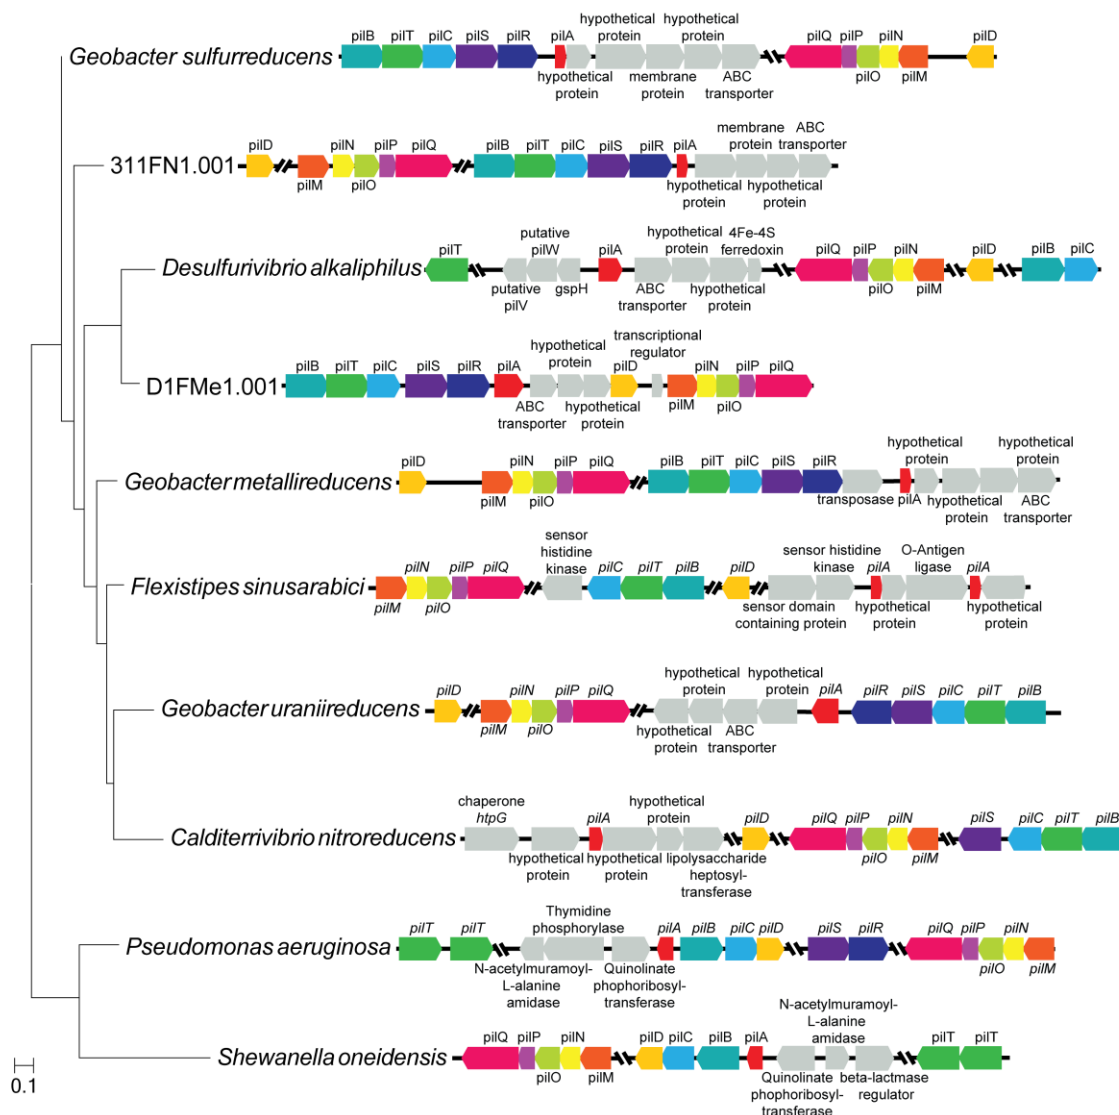 hypothetical hypothetical
pilB pilT pilC pilS pilR pilA protein protein pilQ pilP pilN pilD
Geobacter sulfurreducens
hypothetical membrane ABC pilO pilM
protein protein transporter
membrane ABC
pilD pilN pilP pilQ pilB pilT pilC pilS pilR pilA protein transporter
311FN1.001
pilM pilO hypothetical hypothetical
protein protein
putative hypothetical 4Fe-4S
pilT pilW pilA protein ferredoxin pilQ pilP pilN pilD pilB pilC
Desulfurivibrio alkaliphilus
putative gspH ABC hypothetical pilO pilM
pilV transporter protein
hypothetical transcriptional
pilB pilT pilC pilS pilR pilA protein pilD regulator pilN pilP pilQ
D1FMe1.001
ABC hypothetical pilM pilO
transporter protein
hypothetical hypothetical
pilD pilN pilP pilQ pilB pilT pilC pilS pilR protein protein
Geobacter metallireducens
pilM pilO transposase pilA hypothetical ABC
protein transporter
sensor
histidine sensor histidine O-Antigen
pilN pilP pilQ kinase pilC pilT pilB pilD kinase pilA ligase pilA
Flexistipes sinusarabici
pilM pilO sensor domain hypothetical hypothetical
containing protein protein protein
hypothetical hypothetical
pilD pilN pilP pilQ protein protein pilA pilR pilS pilC pilT pilB
Geobacter uraniireducens
pilM pilO hypothetical ABC
protein transporter
chaperone hypothetical
htpG pilA protein pilD pilQ pilP pilN pilS pilC pilT pilB
Calditerrivibrio nitroreducens
hypothetical hypothetical lipolysaccharide pilO pilM
protein protein heptosyl-
transferase
Thymidine
pilT pilT phosphorylase pilA pilB pilC pilD pilS pilR pilQ pilP pilN
Pseudomonas aeruginosa
N-acetylmuramoyl- Quinolinate pilO pilM
L-alanine phophoribosyl-
amidase transferase
N-acetylmuramoyl-
L-alanine
pilQ pilP pilN pilD pilC pilB pilA amidase pilT pilT
Shewanella oneidensis
pilO pilM Quinolinate beta-lactmase
phophoribosyl- regulator
transferase
0.1